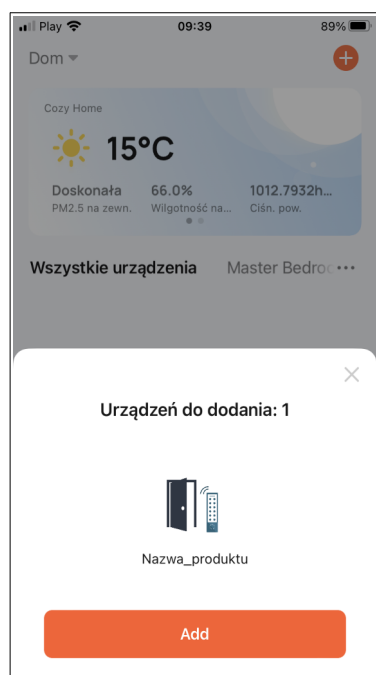 Play 09:39 89%
Dom
Cozy Home
15°C
Doskonała 66.0% 1012.7932h...
PM2.5 na zewn. Wilgotność na... Ciśn. pow.
Wszystkie urządzenia Master Bedroo...
Urządzeń do dodania: 1
Nazwa_produktu
Add